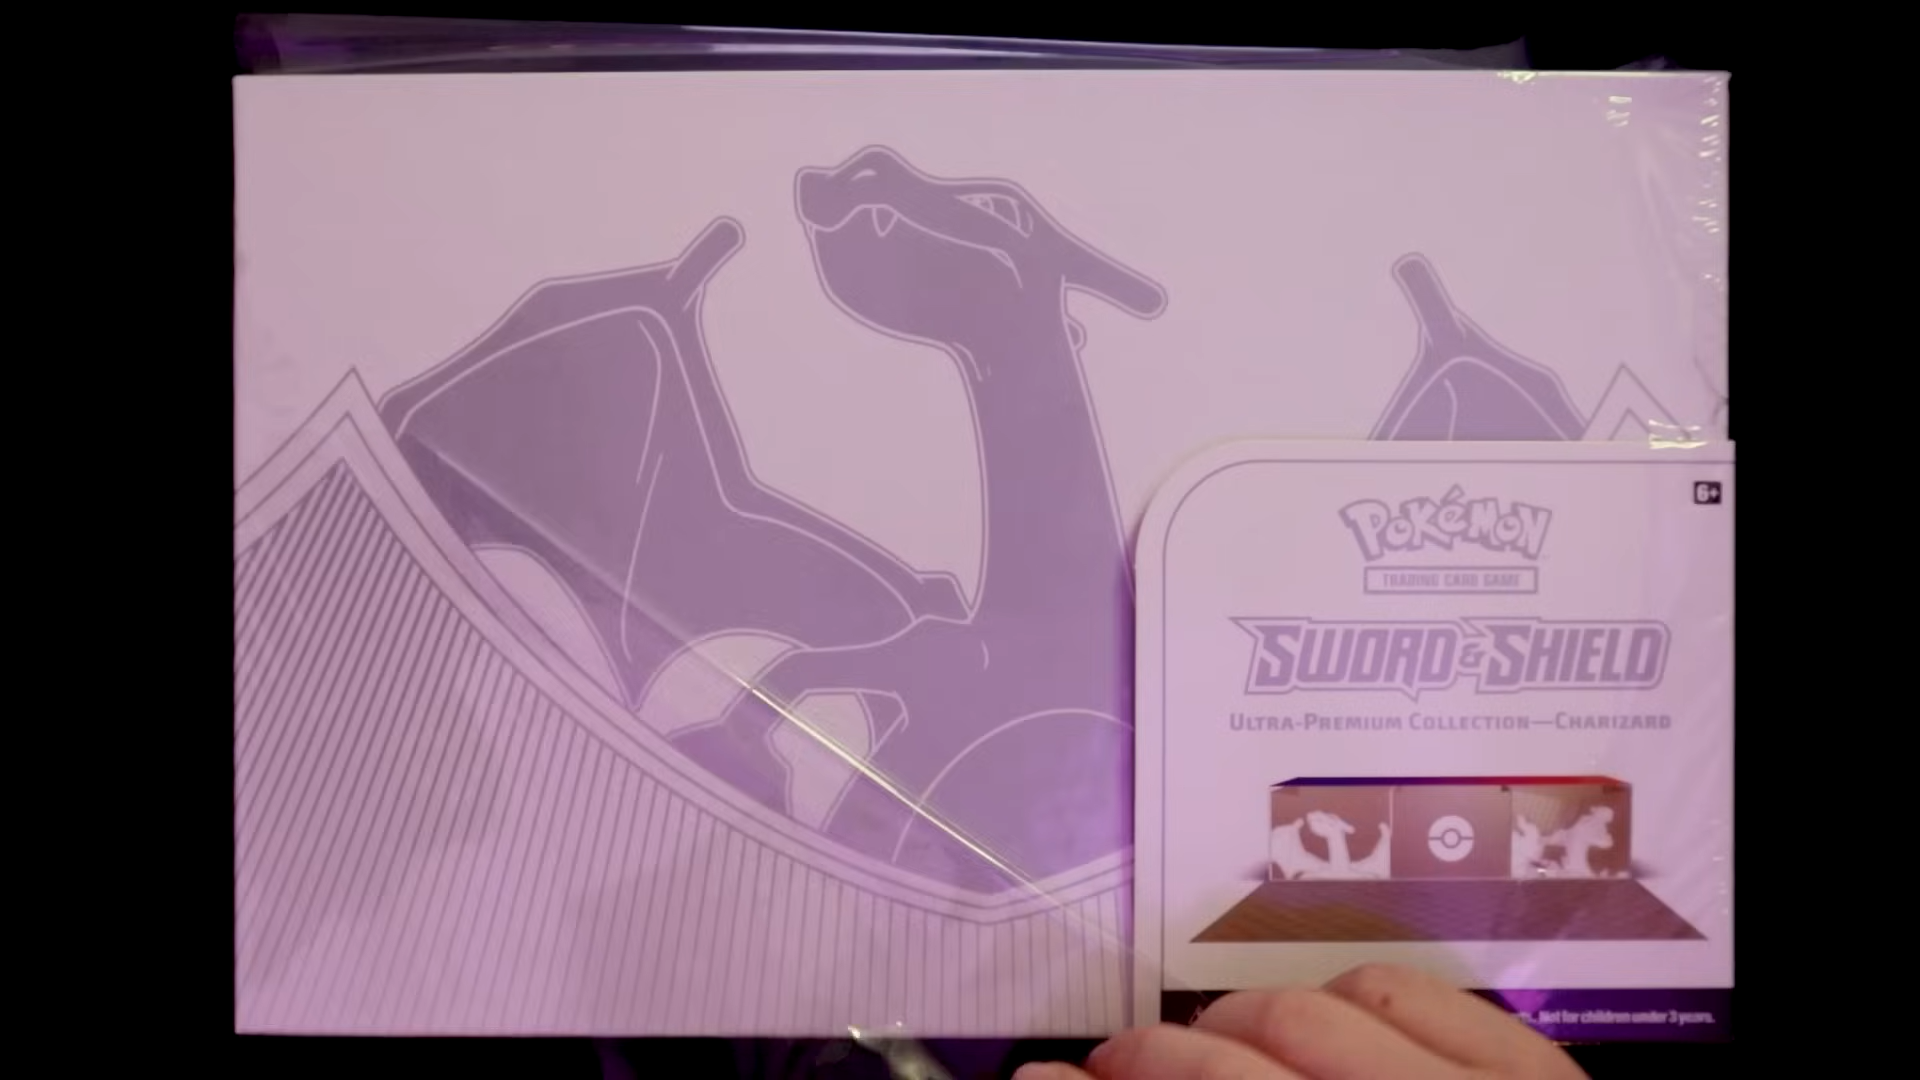 6+
Pokémon
TRADING CARD GAME
SWORD & SHIELD
ULTRA-PREMIUM COLLECTION—CHARIZARD
Not for children under 3 years.